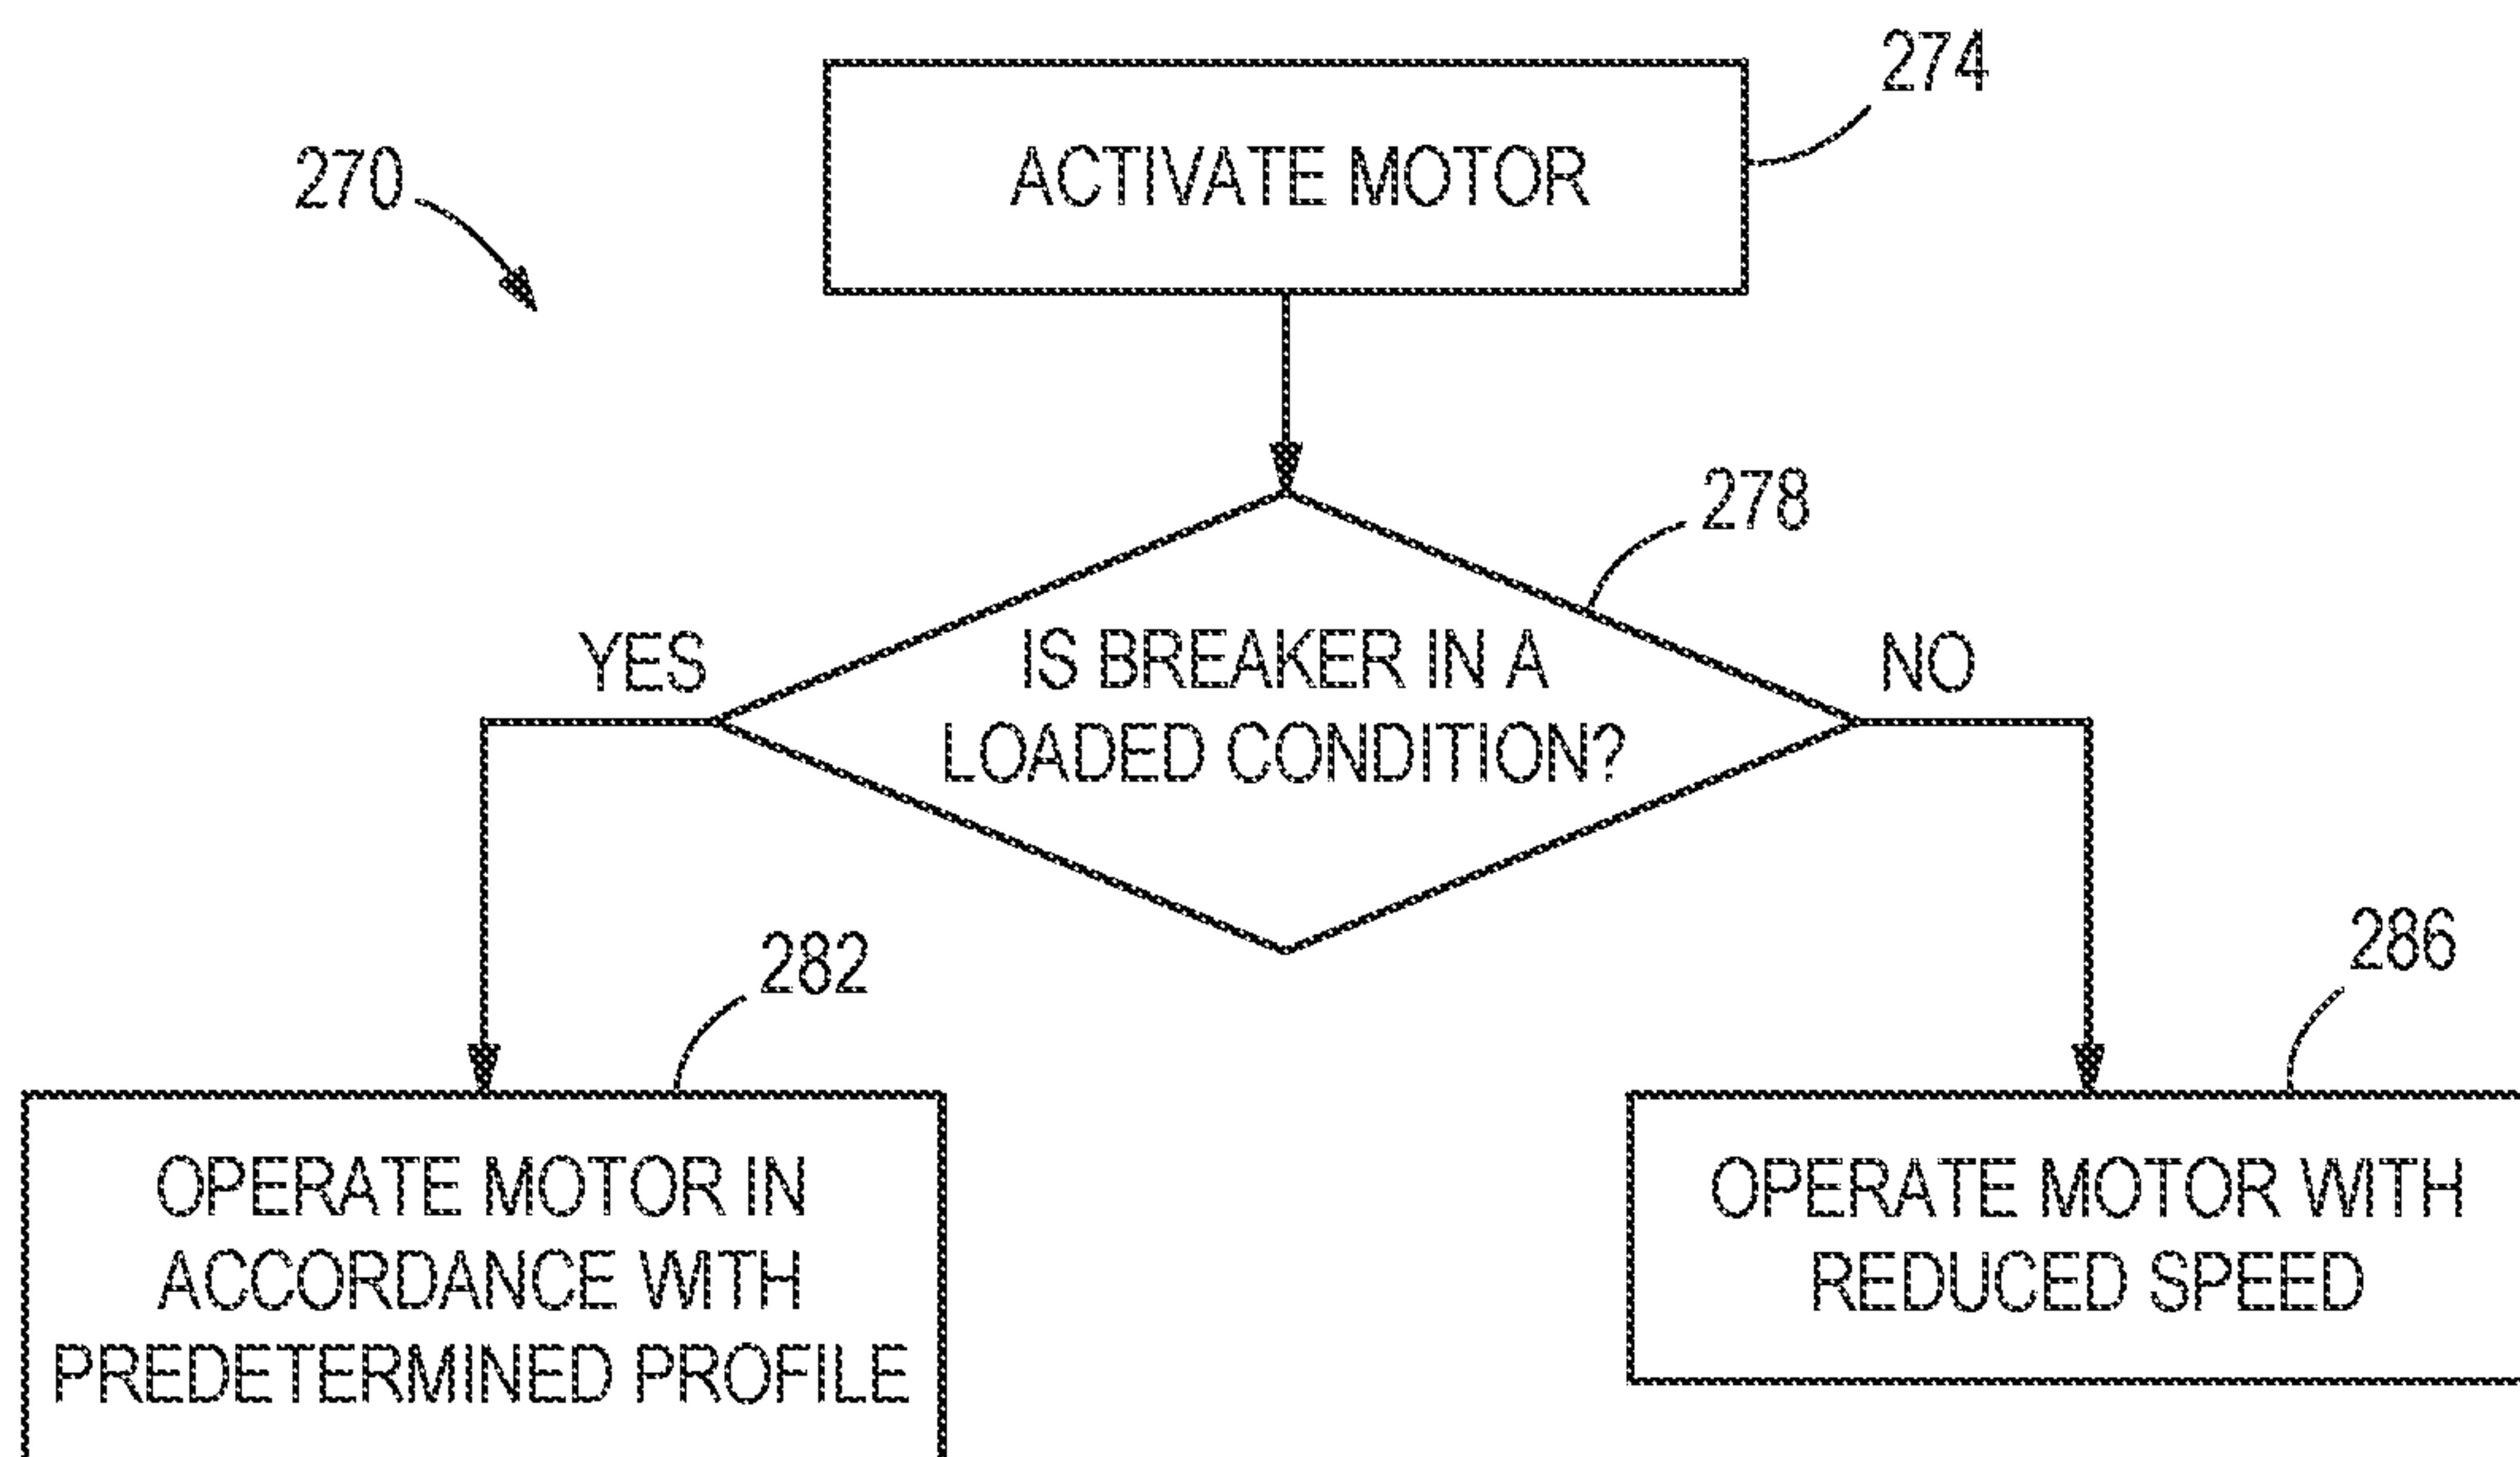 274
270
ACTIVATE MOTOR
278
YES
IS BREAKER IN A
LOADED CONDITION?
NO
282
286
OPERATE MOTOR IN
ACCORDANCE WITH
PREDETERMINED PROFILE
OPERATE MOTOR WITH
REDUCED SPEED